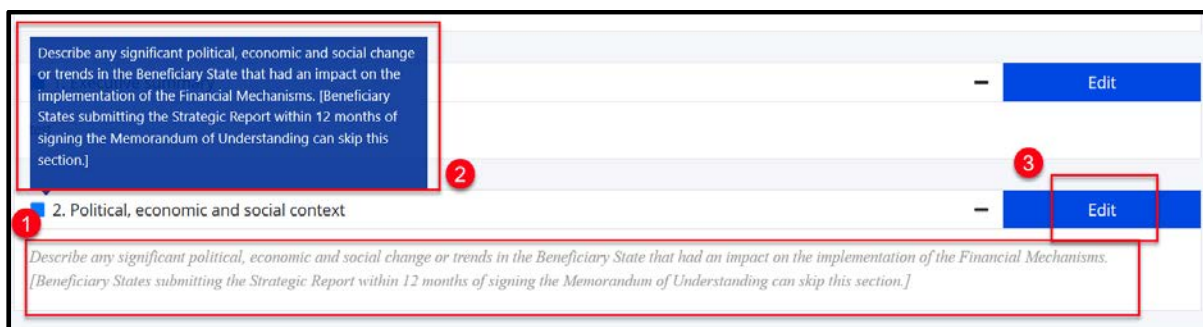 Describe any significant political, economic and social change
or trends in the Beneficiary State that had an impact on the
implementation of the Financial Mechanisms. [Beneficiary
States submitting the Strategic Report within 12 months of
signing the Memorandum of Understanding can skip this
section.]
Edit
2
3
1
2. Political, economic and social context
Edit
Describe any significant political, economic and social change or trends in the Beneficiary State that had an impact on the implementation of the Financial Mechanisms.
[Beneficiary States submitting the Strategic Report within 12 months of signing the Memorandum of Understanding can skip this section.]